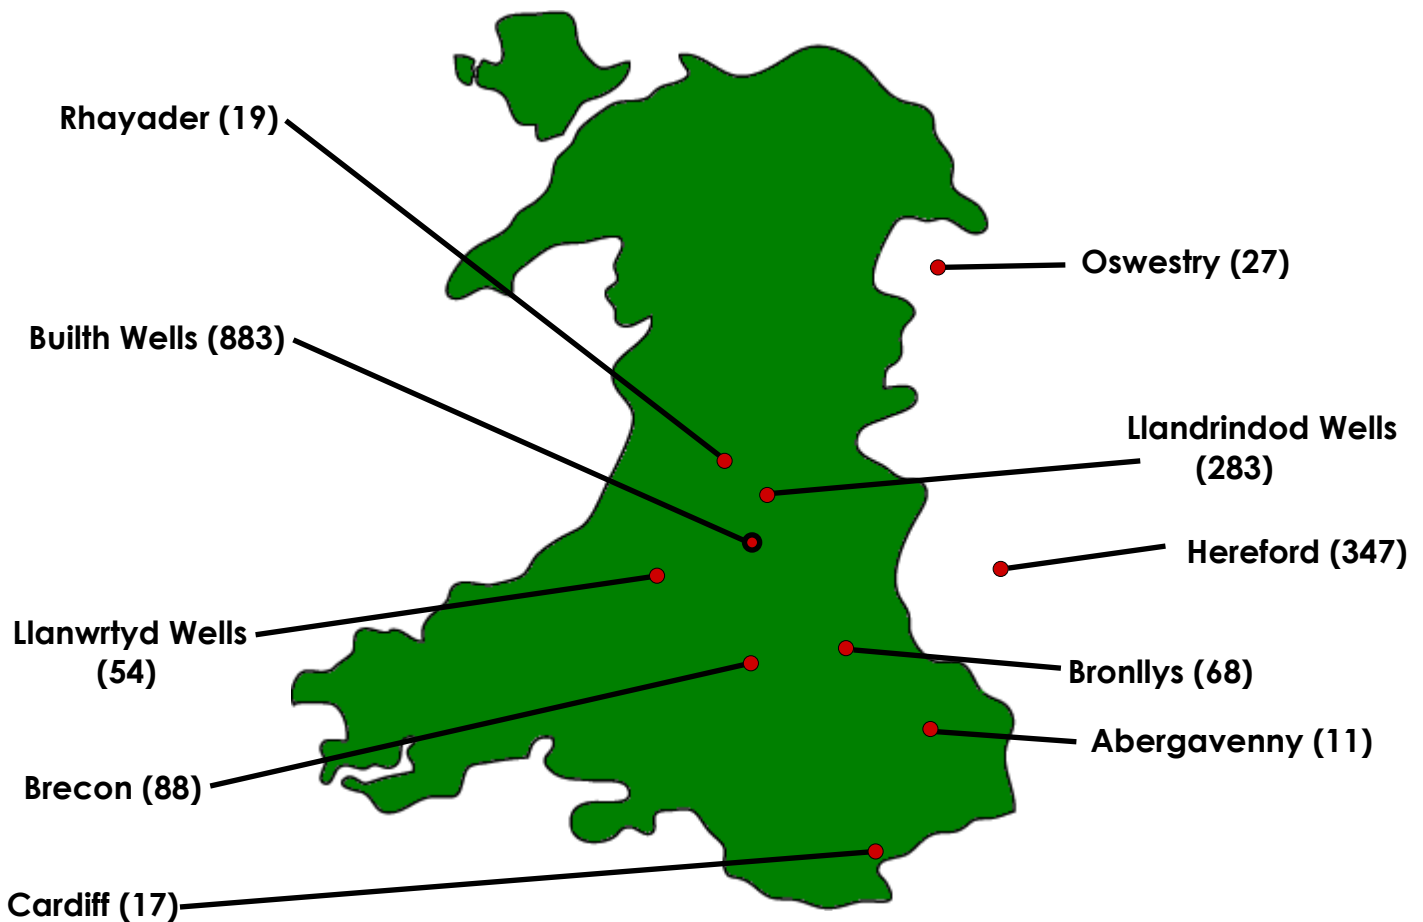 Rhayader (19)
Oswestry (27)
Builth Wells (883)
Llandrindod Wells
(283)
Hereford (347)
Llanwrtyd Wells
(54)
Bronllys (68)
Abergavenny (11)
Brecon (88)
Cardiff (17)